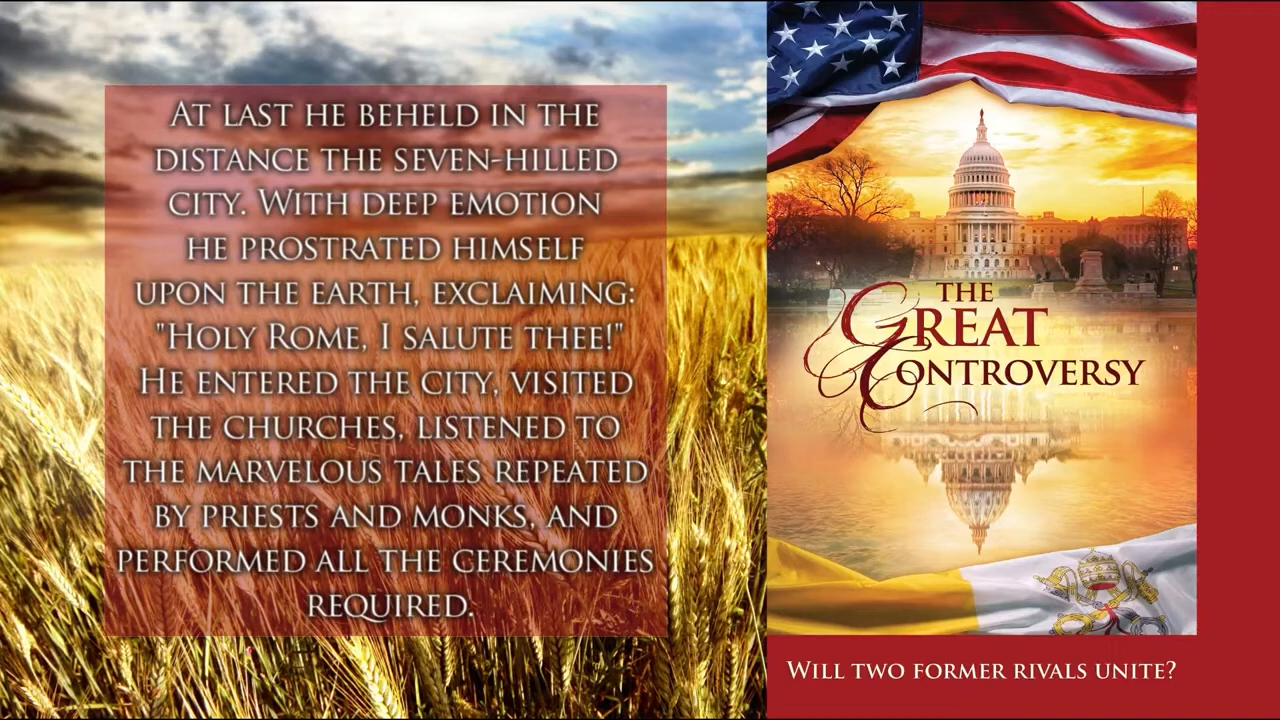 At last he beheld in the
distance the seven-hilled
city. With deep emotion
he prostrated himself
upon the earth, exclaiming:
"Holy Rome, I salute thee!"
He entered the city, visited
the churches, listened to
the marvelous tales repeated
by priests and monks, and
performed all the ceremonies
required.
The
Great
Controversy
Will two former rivals unite?